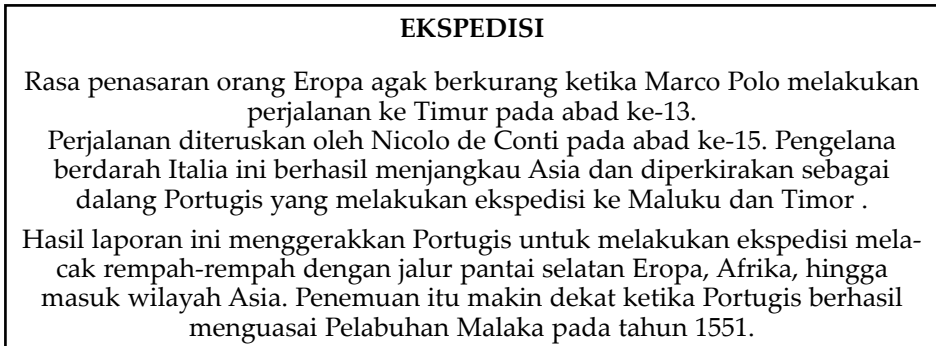 EKSPEDISI
Rasa penasaran orang Eropa agak berkurang ketika Marco Polo melakukan
perjalanan ke Timur pada abad ke-13.
Perjalanan diteruskan oleh Nicolo de Conti pada abad ke-15. Pengelana
berdarah Italia ini berhasil menjangkau Asia dan diperkirakan sebagai
dalang Portugis yang melakukan ekspedisi ke Maluku dan Timor .
Hasil laporan ini menggerakkan Portugis untuk melakukan ekspedisi mela-
cak rempah-rempah dengan jalur pantai selatan Eropa, Afrika, hingga
masuk wilayah Asia. Penemuan itu makin dekat ketika Portugis berhasil
menguasai Pelabuhan Malaka pada tahun 1551.